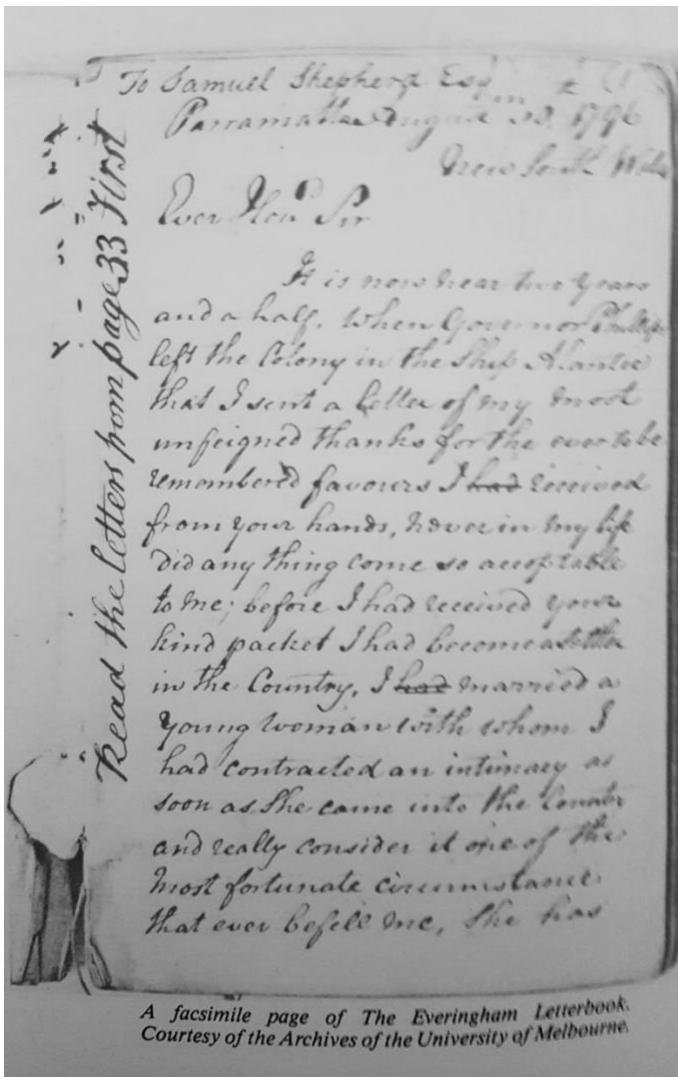 To Samuel Shepherd Esq
Parramatta August 30th 1796
New South Wales
Ever Hond Sir
It is now near two years
and a half, when Governor Phillip
left the Colony in the Ship Atlantic
that I sent a letter of my most
unfeigned thanks for the ever to be
remembered favours I had received
from your hands, never in my life
did any thing come so acceptable
to me; before I had received your
kind packet I had become a settler
in the Country, I had married a
young woman with whom I
had contracted an intimacy as
soon as She came into the Country
and really consider it one of the
most fortunate circumstances
that ever befell me, She has
Read the letters from page 33 First
A facsimile page of The Everingham Letterbook.
Courtesy of the Archives of the University of Melbourne.